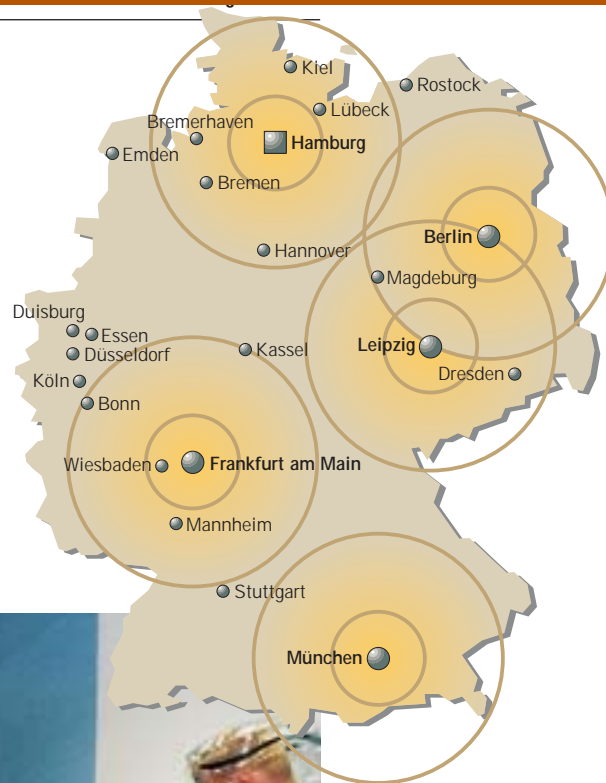 Kiel
Rostock
Lübeck
Bremerhaven
Hamburg
Emden
Bremen
Berlin
Hannover
Magdeburg
Duisburg
Essen
Leipzig
Kassel
Düsseldorf
Dresden
Köln
Bonn
Wiesbaden
Frankfurt am Main
Mannheim
Stuttgart
München